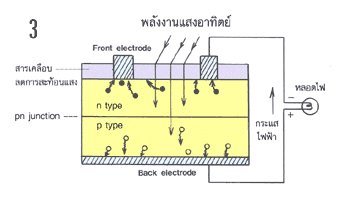 3
พลังงานแสงอาทิตย์
Front electrode
สารเคลือบ
ลดการสะท้อนแสง
n type
pn junction
p type
Back electrode
กระแส
ไฟฟ้า
−
+
หลอดไฟ